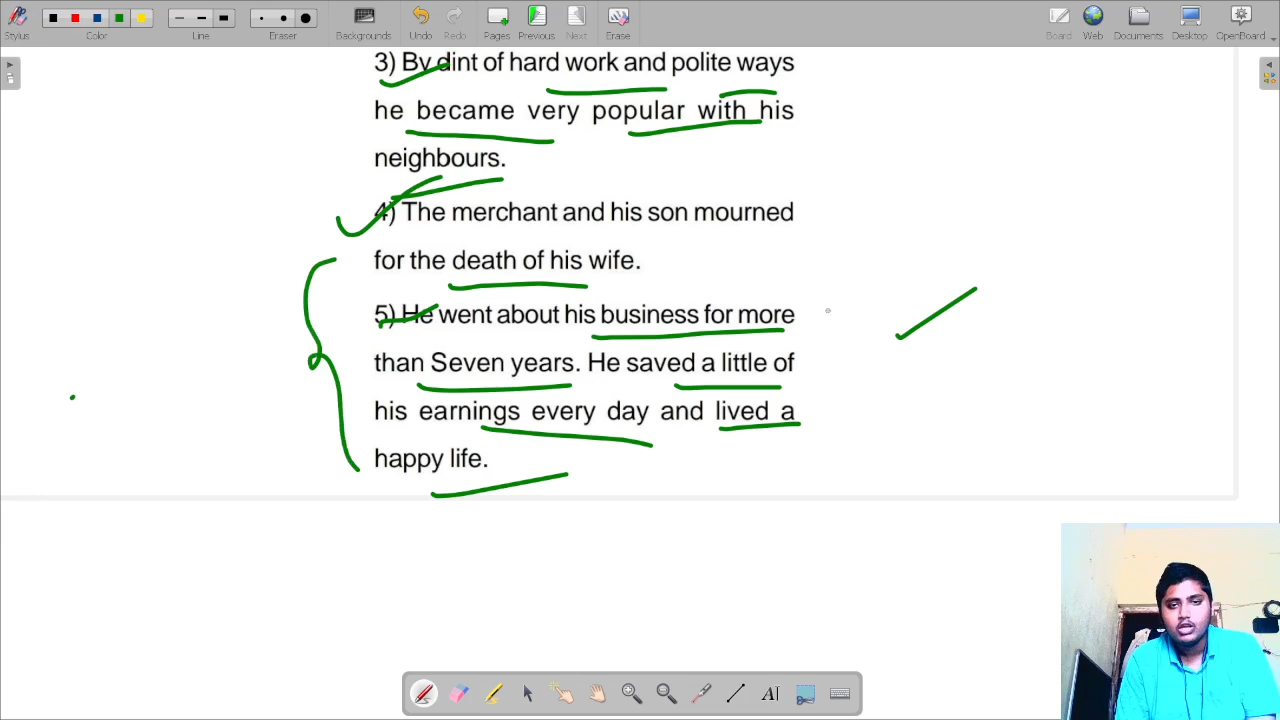 Stylus
Color
Line
Eraser
Backgrounds
Undo
Redo
Pages
Previous
Next
Erase
Board
Web
Documents
Desktop
OpenBoard
3) By dint of hard work and polite ways
he became very popular with his
neighbours.
4) The merchant and his son mourned
for the death of his wife.
5) He went about his business for more
than Seven years. He saved a little of
his earnings every day and lived a
happy life.